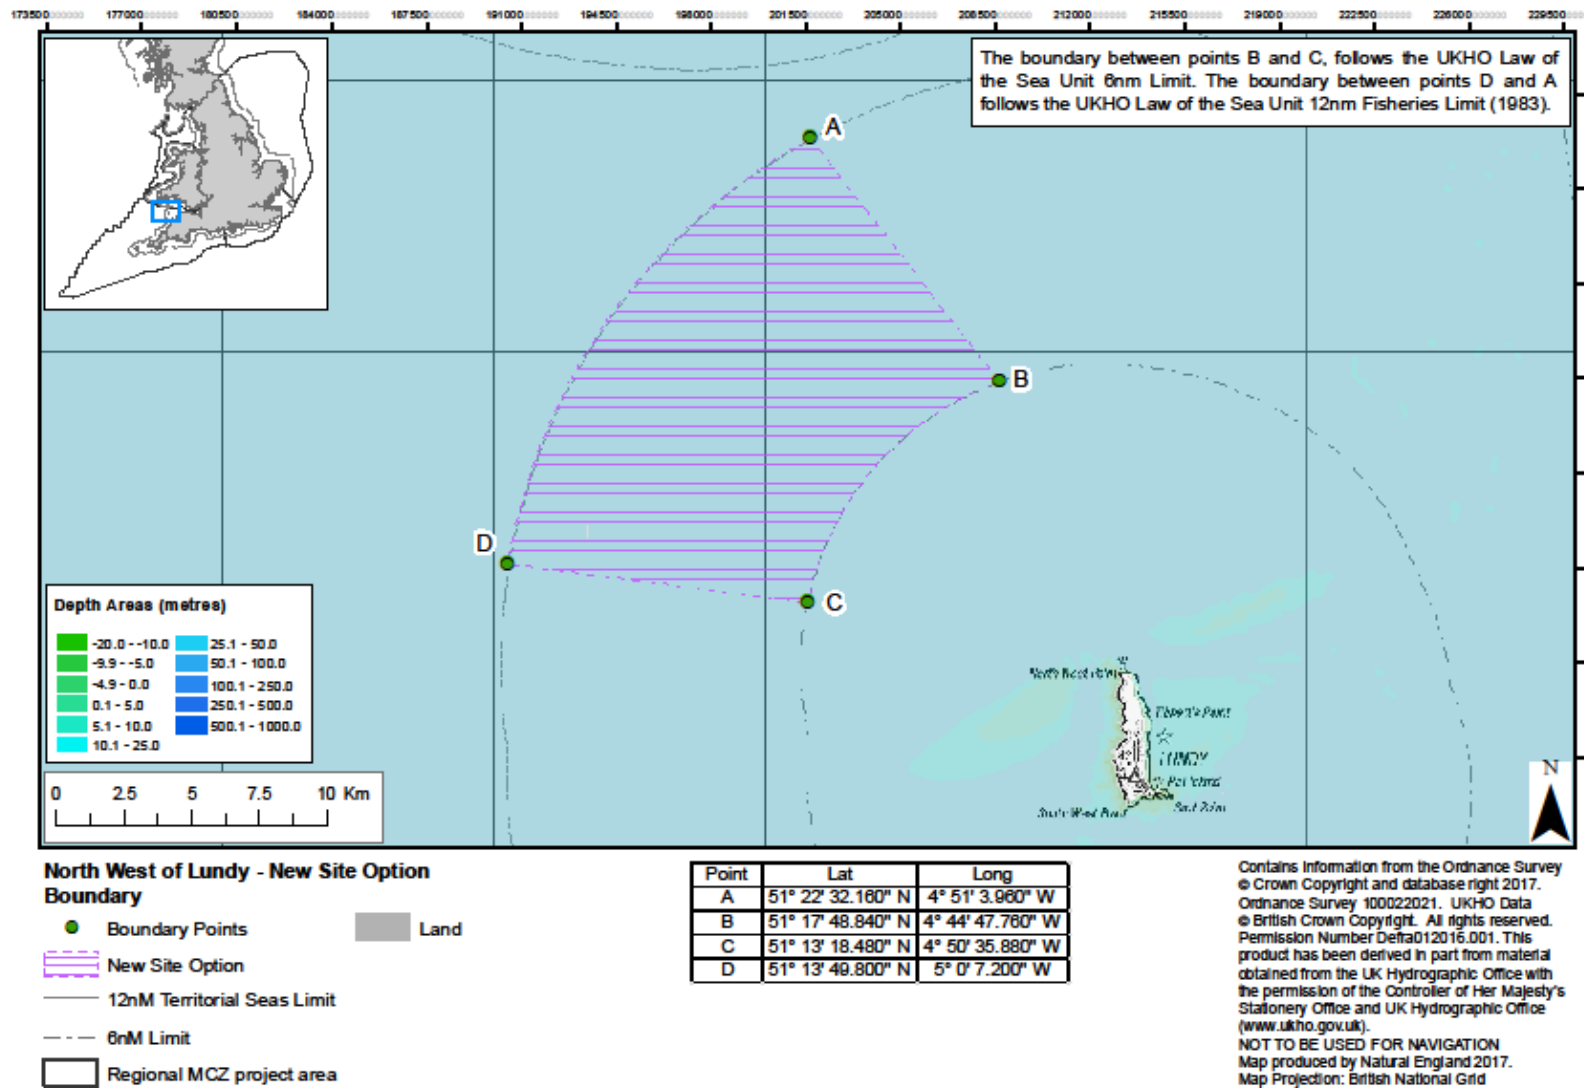 173500 177000 180500 184000 187500 191000 194500 198000 201500 205000 208500 212000 215500 219000 222500 226000 229500
The boundary between points B and C, follows the UKHO Law of
the Sea Unit 6nm Limit. The boundary between points D and A
follows the UKHO Law of the Sea Unit 12nm Fisheries Limit (1983).
A
B
D
C
Depth Areas (metres)
-20.0 - -10.0 25.1 - 50.0
-9.9 - -5.0 50.1 - 100.0
-4.9 - 0.0 100.1 - 250.0
0.1 - 5.0 250.1 - 500.0
5.1 - 10.0 500.1 - 1000.0
10.1 - 25.0
North West Point
LUNDY
Rat Island
South West Point
0 2.5 5 7.5 10 Km
N
North West of Lundy - New Site Option
Boundary
Boundary Points Land
New Site Option
12nM Territorial Seas Limit
6nM Limit
Regional MCZ project area
Point Lat Long
A 51° 22' 32.160" N 4° 51' 3.960" W
B 51° 17' 48.840" N 4° 44' 47.760" W
C 51° 13' 18.480" N 4° 50' 35.880" W
D 51° 13' 49.800" N 5° 0' 7.200" W
Contains Information from the Ordnance Survey
© Crown Copyright and database right 2017.
Ordnance Survey 100022021. UKHO Data
© British Crown Copyright. All rights reserved.
Permission Number Defra012016.001. This
product has been derived in part from material
obtained from the UK Hydrographic Office with
the permission of the Controller of Her Majesty's
Stationery Office and UK Hydrographic Office
(www.ukho.gov.uk).
NOT TO BE USED FOR NAVIGATION
Map produced by Natural England 2017.
Map Projection: British National Grid